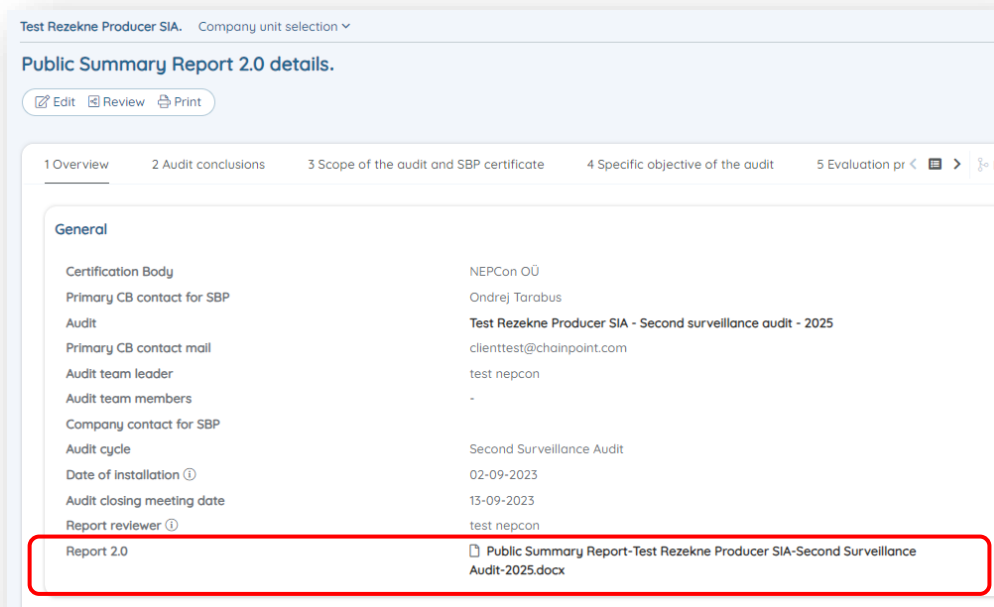 Test Rezekne Producer SIA. Company unit selection
Public Summary Report 2.0 details.
Edit Review Print
1 Overview 2 Audit conclusions 3 Scope of the audit and SBP certificate 4 Specific objective of the audit 5 Evaluation pr
General
Certification Body NEPCon OÜ
Primary CB contact for SBP Ondrej Tarabus
Audit Test Rezekne Producer SIA - Second surveillance audit - 2025
Primary CB contact mail clienttest@chainpoint.com
Audit team leader test nepcon
Audit team members -
Company contact for SBP
Audit cycle Second Surveillance Audit
Date of installation 02-09-2023
Audit closing meeting date 13-09-2023
Report reviewer test nepcon
Report 2.0 Public Summary Report-Test Rezekne Producer SIA-Second Surveillance
Audit-2025.docx